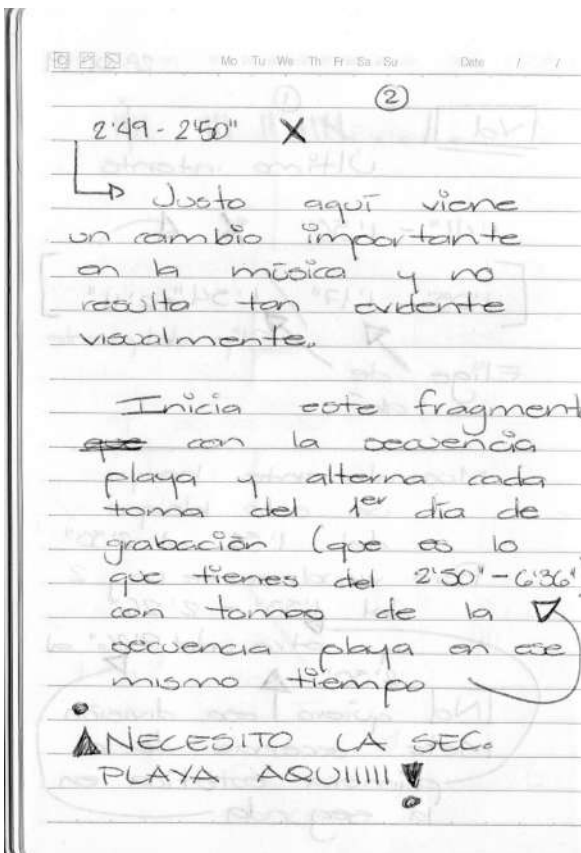 Mo Tu We Th Fr Sa Su Date / /
2
2'49 - 2'50" X
Justo aquí viene
un cambio importante
en la música y no
resulta tan evidente
visualmente.
Inicia este fragment
que con la secuencia
playa y alterna cada
toma del 1er día de
grabación (que es lo
que tienes del 2'50" - 6'36"
con tomas de la
secuencia playa en ese
mismo tiempo
¡NECESITO LA SEC.
PLAYA AQUIIIII!